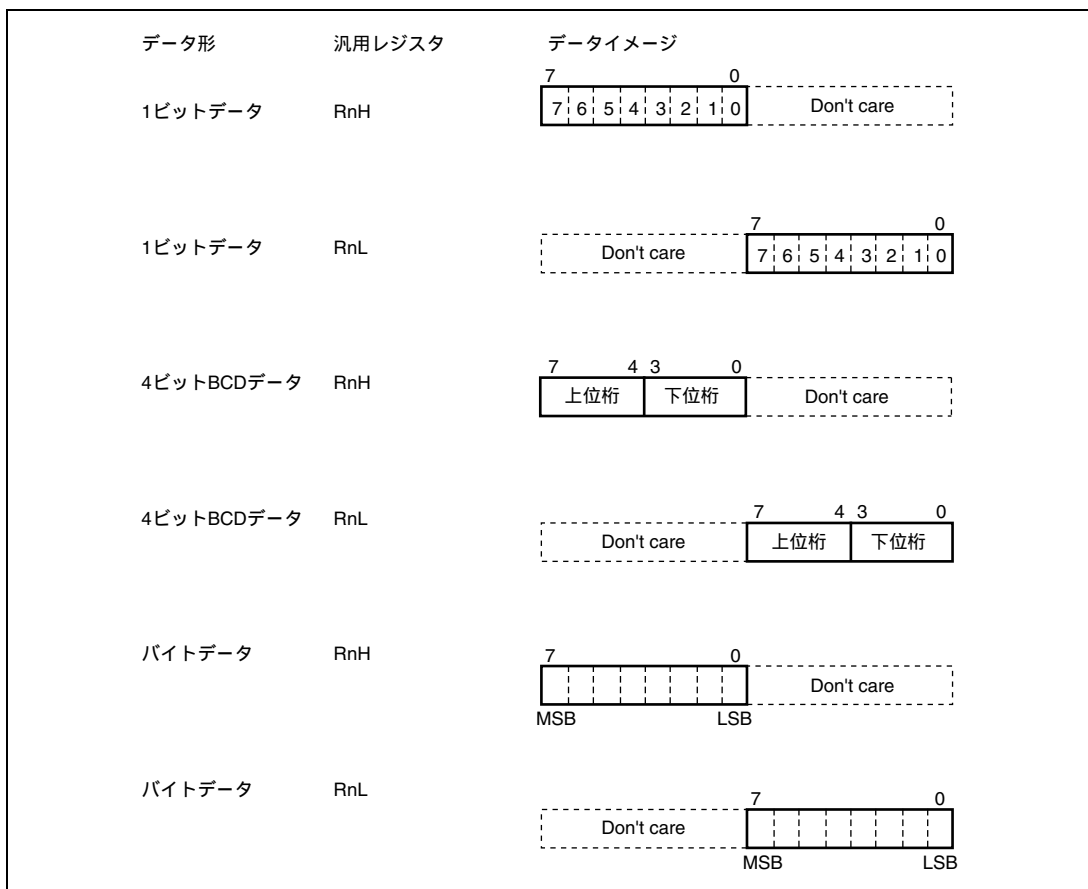 データ形 汎用レジスタ データイメージ
7 0
1ビットデータ RnH 7 6 5 4 3 2 1 0 Don't care
7 0
1ビットデータ RnL Don't care 7 6 5 4 3 2 1 0
7 4 3 0
4ビットBCDデータ RnH 上位桁 下位桁 Don't care
7 4 3 0
4ビットBCDデータ RnL Don't care 上位桁 下位桁
バイトデータ RnH 7 0
Don't care
MSB LSB
バイトデータ RnL 7 0
Don't care
MSB LSB